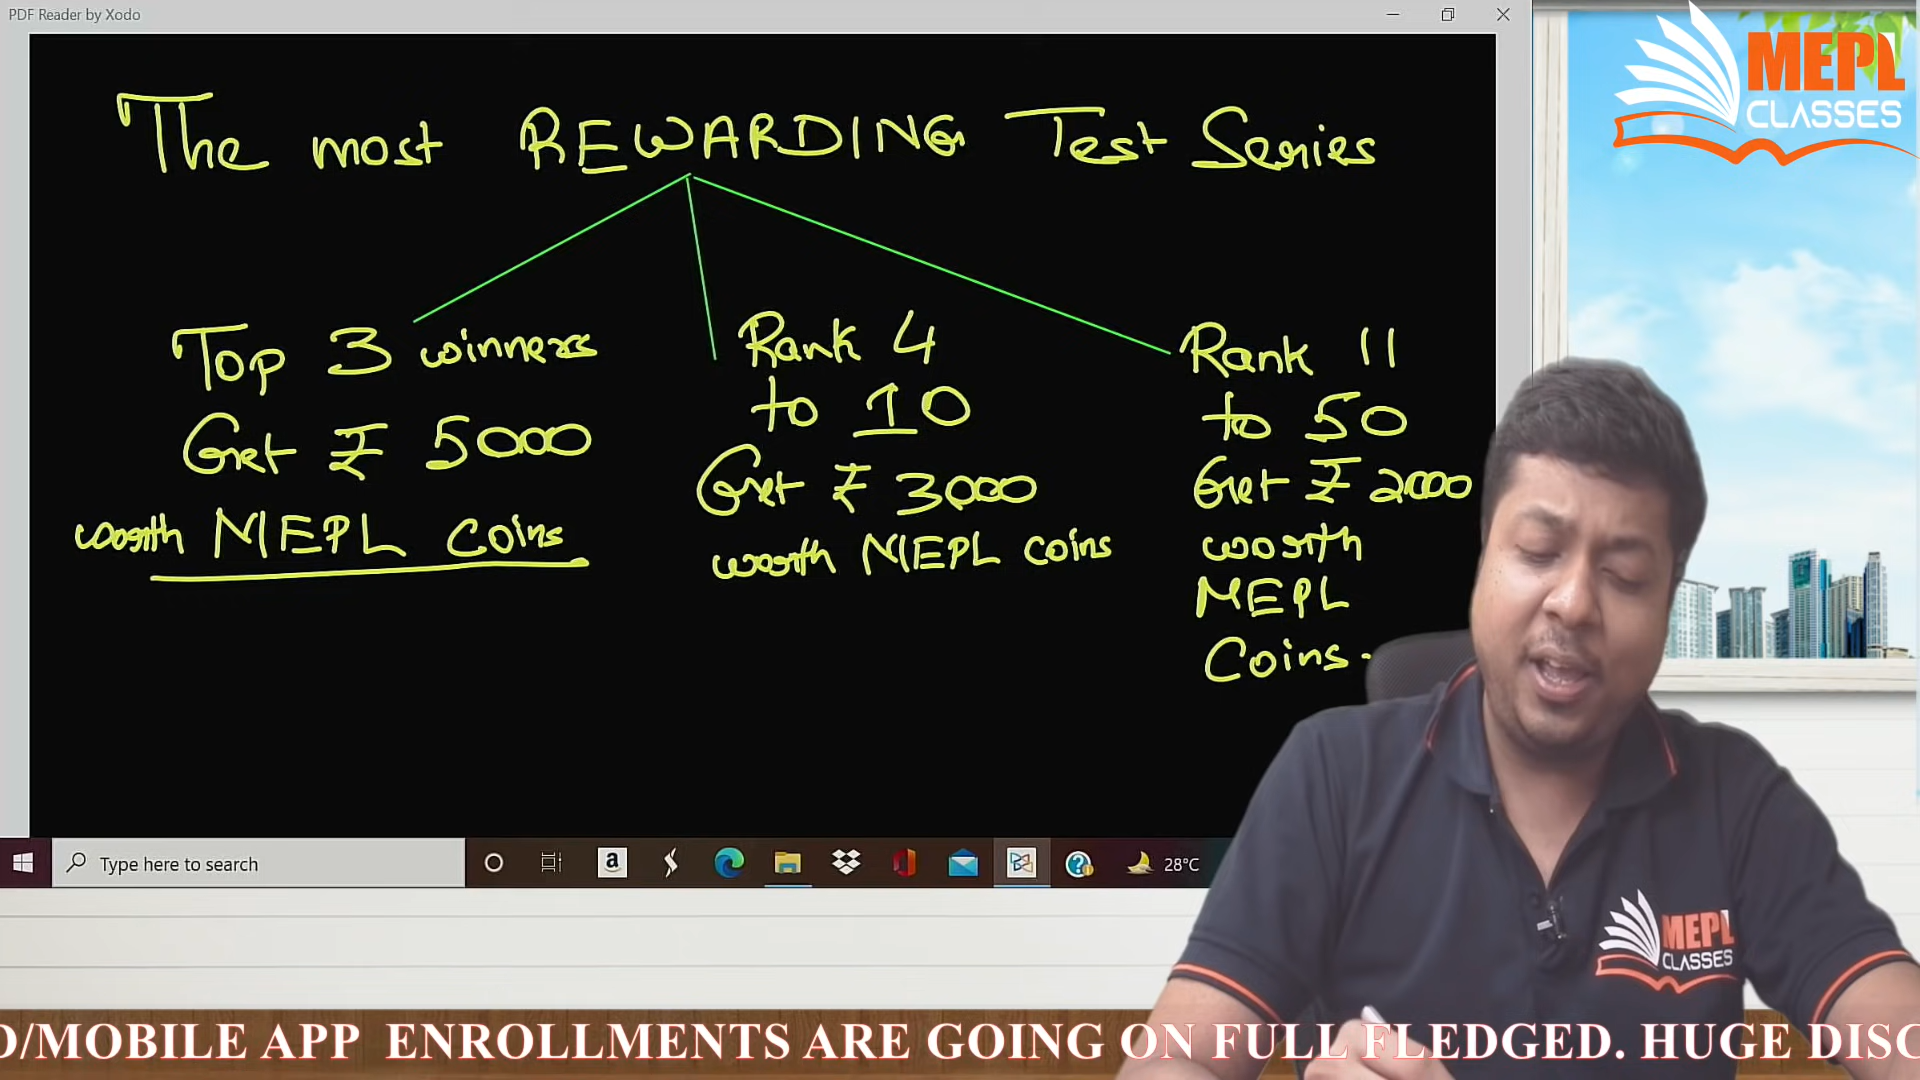 PDF Reader by Xodo
The most REWARDING Test Series
Top 3 winners
Get ₹ 5000
worth MEPL coins
Rank 4
to 10
Get ₹ 3000
worth MEPL coins
Rank 11
to 50
Get ₹ 2000
worth
MEPL
Coins.
MEPL
CLASSES
Type here to search
28°C
MEPL
CLASSES
D/MOBILE APP ENROLLMENTS ARE GOING ON FULL FLEDGED. HUGE DISC